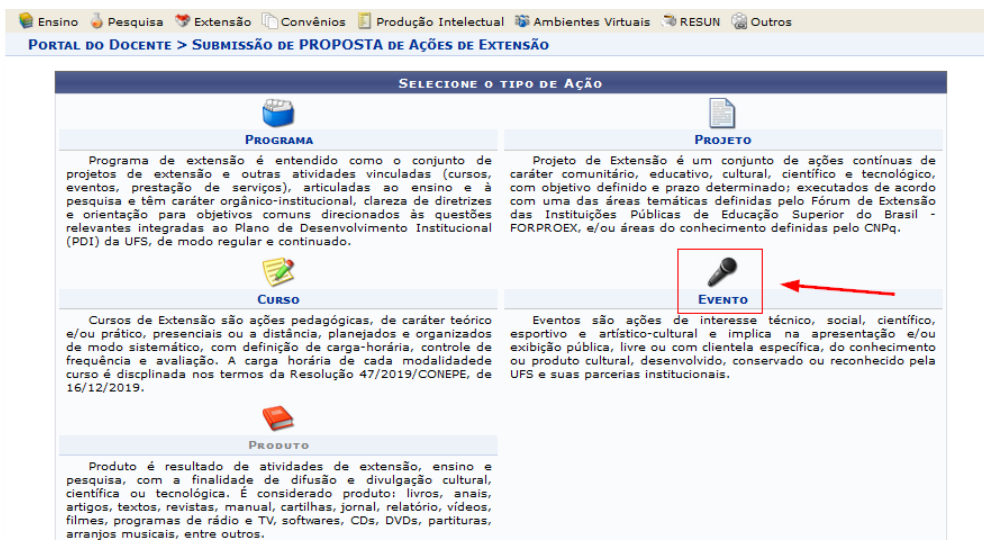 Ensino Pesquisa Extensão Convênios Produção Intelectual Ambientes Virtuais RESUN Outros
PORTAL DO DOCENTE > SUBMISSÃO DE PROPOSTA DE AÇÕES DE EXTENSÃO
SELECIONE O TIPO DE AÇÃO
PROGRAMA
Programa de extensão é entendido como o conjunto de
projetos de extensão e outras atividades vinculadas (cursos,
eventos, prestação de serviços), articuladas ao ensino e à
pesquisa e têm caráter orgânico-institucional, clareza de diretrizes
e orientação para objetivos comuns direcionados às questões
relevantes integradas ao Plano de Desenvolvimento Institucional
(PDI) da UFS, de modo regular e continuado.
PROJETO
Projeto de Extensão é um conjunto de ações contínuas de
caráter comunitário, educativo, cultural, científico e tecnológico,
com objetivo definido e prazo determinado; executados de acordo
com uma das áreas temáticas definidas pelo Fórum de Extensão
das Instituições Públicas de Educação Superior do Brasil -
FORPROEX, e/ou áreas do conhecimento definidas pelo CNPq.
CURSO
Cursos de Extensão são ações pedagógicas, de caráter teórico
e/ou prático, presenciais ou a distância, planejados e organizados
de modo sistemático, com definição de carga-horária, controle de
frequência e avaliação. A carga horária de cada modalidadede
curso é discplinada nos termos da Resolução 47/2019/CONEPE, de
16/12/2019.
EVENTO
Eventos são ações de interesse técnico, social, científico,
esportivo e artístico-cultural e implica na apresentação e/ou
exibição pública, livre ou com clientela específica, do conhecimento
ou produto cultural, desenvolvido, conservado ou reconhecido pela
UFS e suas parcerias institucionais.
PRODUTO
Produto é resultado de atividades de extensão, ensino e
pesquisa, com a finalidade de difusão e divulgação cultural,
científica ou tecnológica. É considerado produto: livros, anais,
artigos, textos, revistas, manual, cartilhas, jornal, relatório, vídeos,
filmes, programas de rádio e TV, softwares, CDs, DVDs, partituras,
arranjos musicais, entre outros.